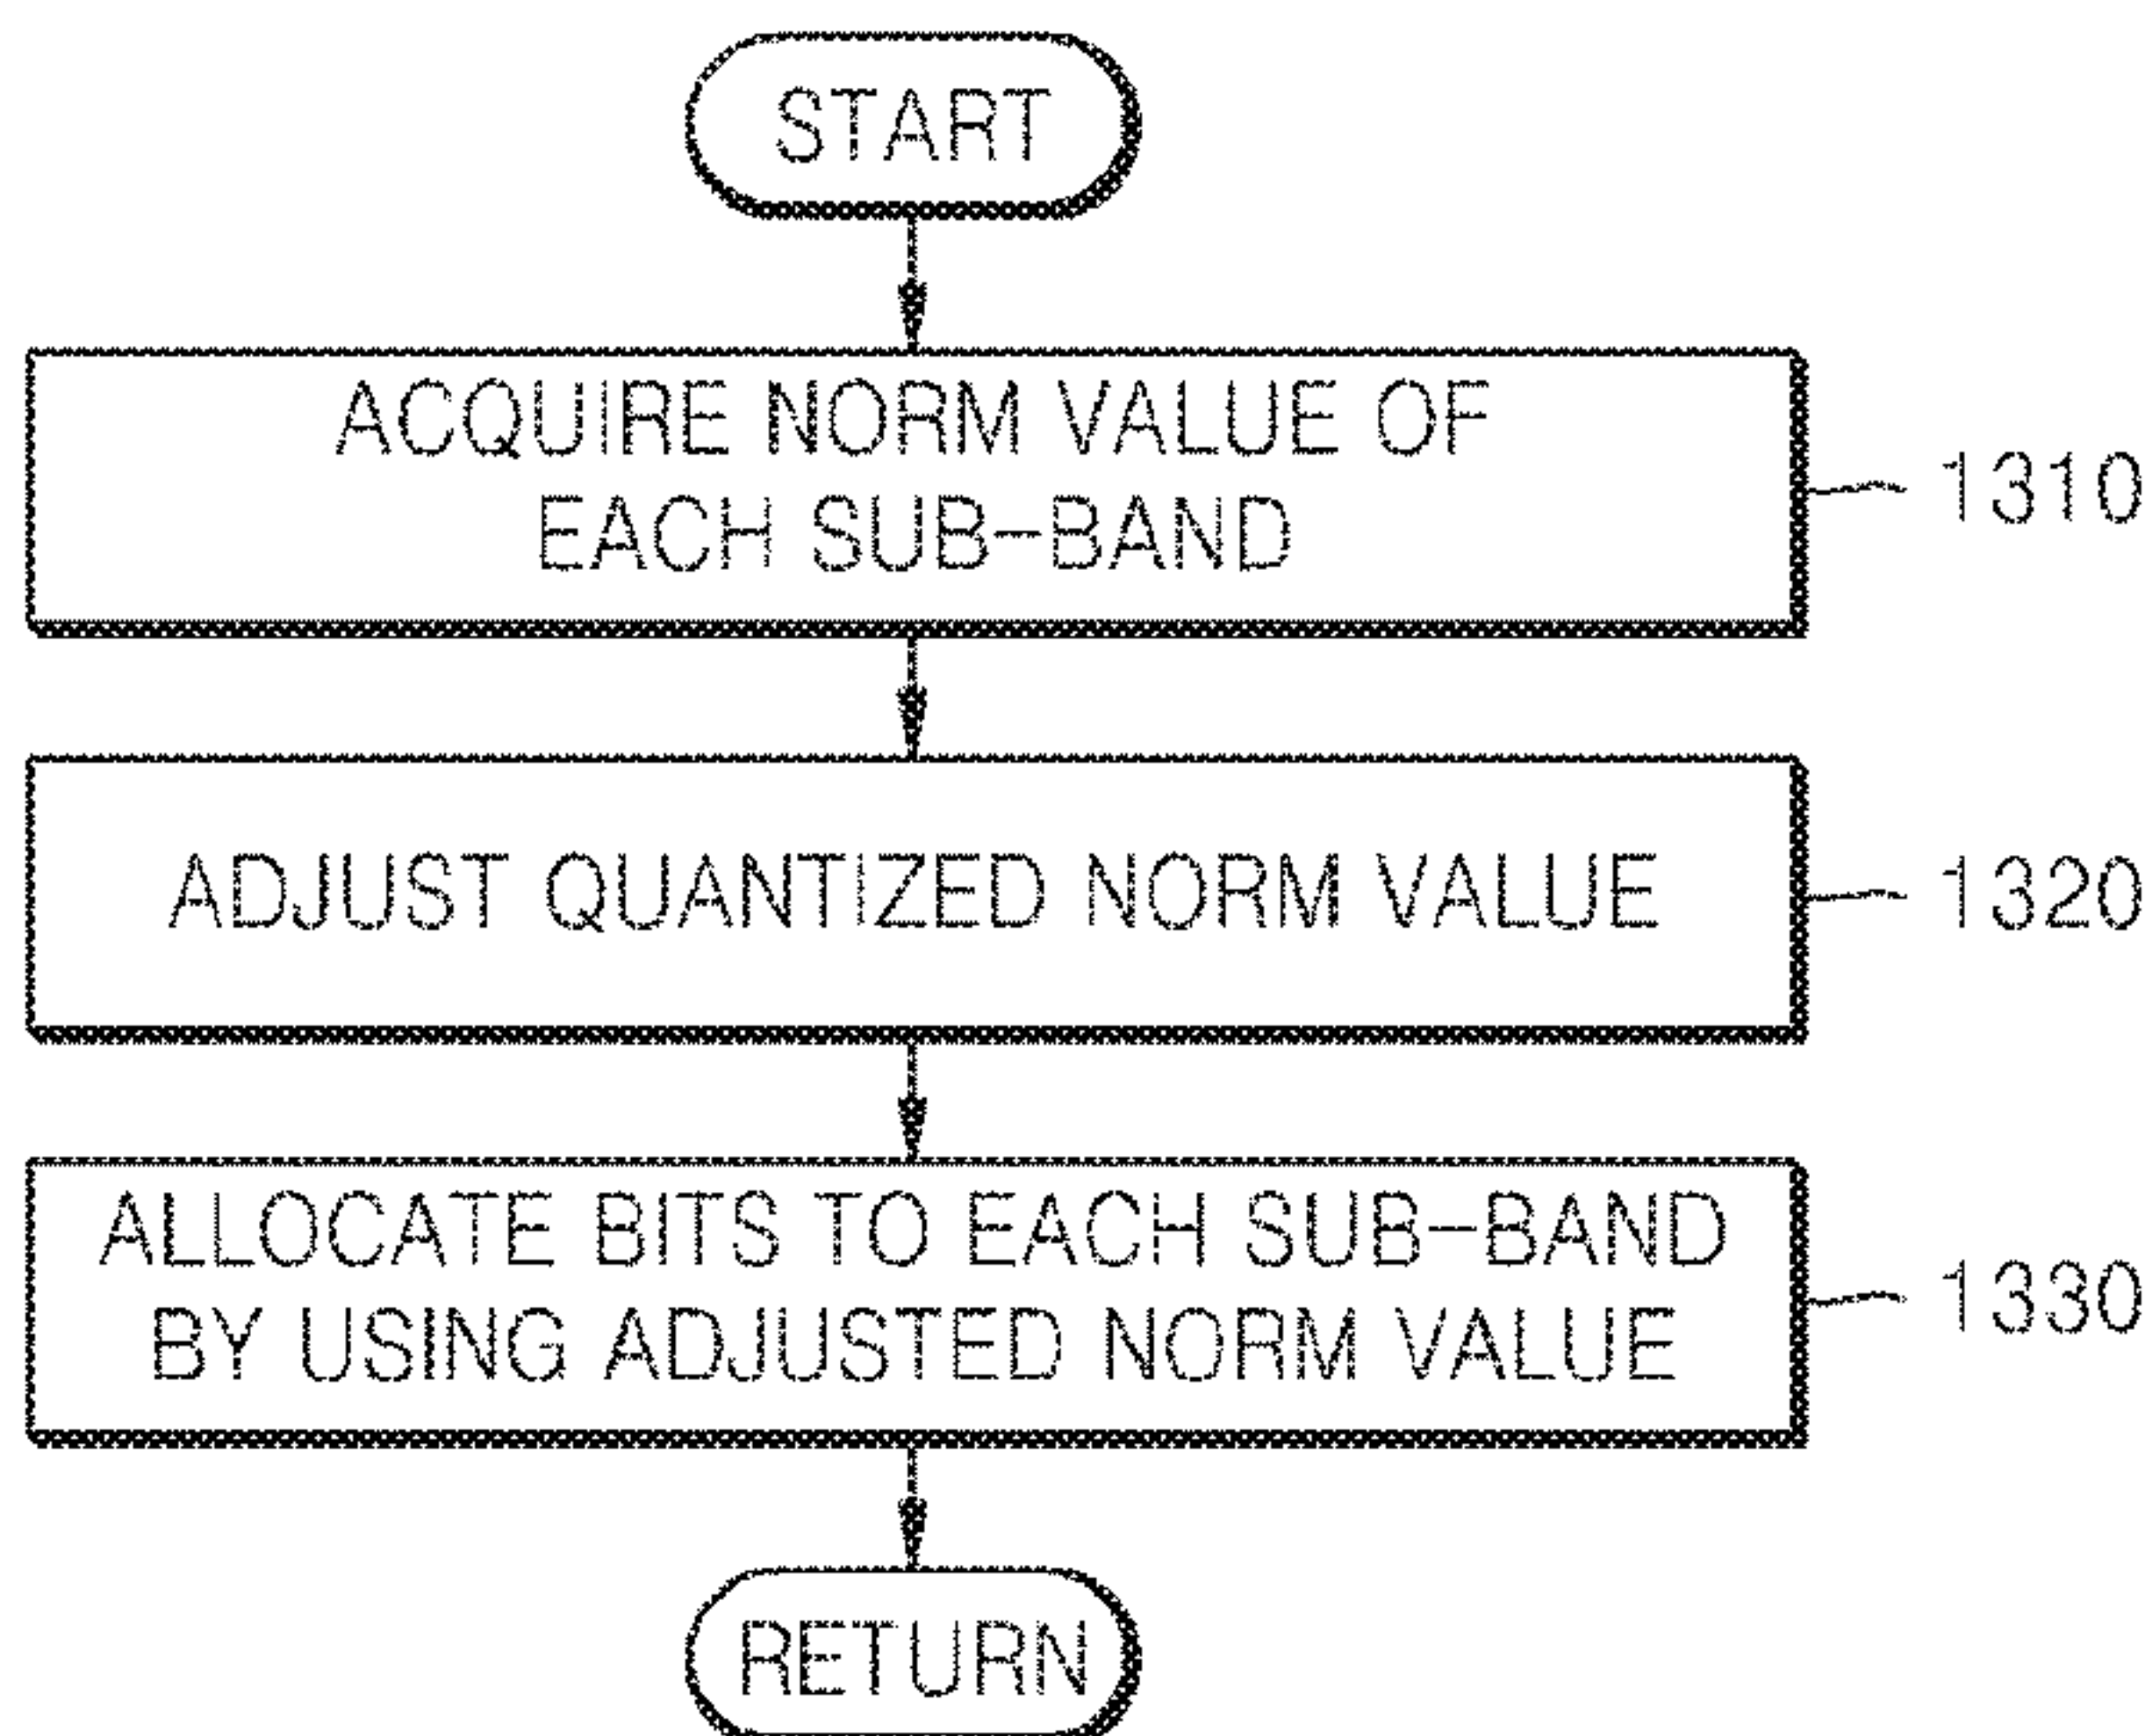 START
ACQUIRE NORM VALUE OF
EACH SUB-BAND
1310
ADJUST QUANTIZED NORM VALUE
1320
ALLOCATE BITS TO EACH SUB-BAND
BY USING ADJUSTED NORM VALUE
1330
RETURN